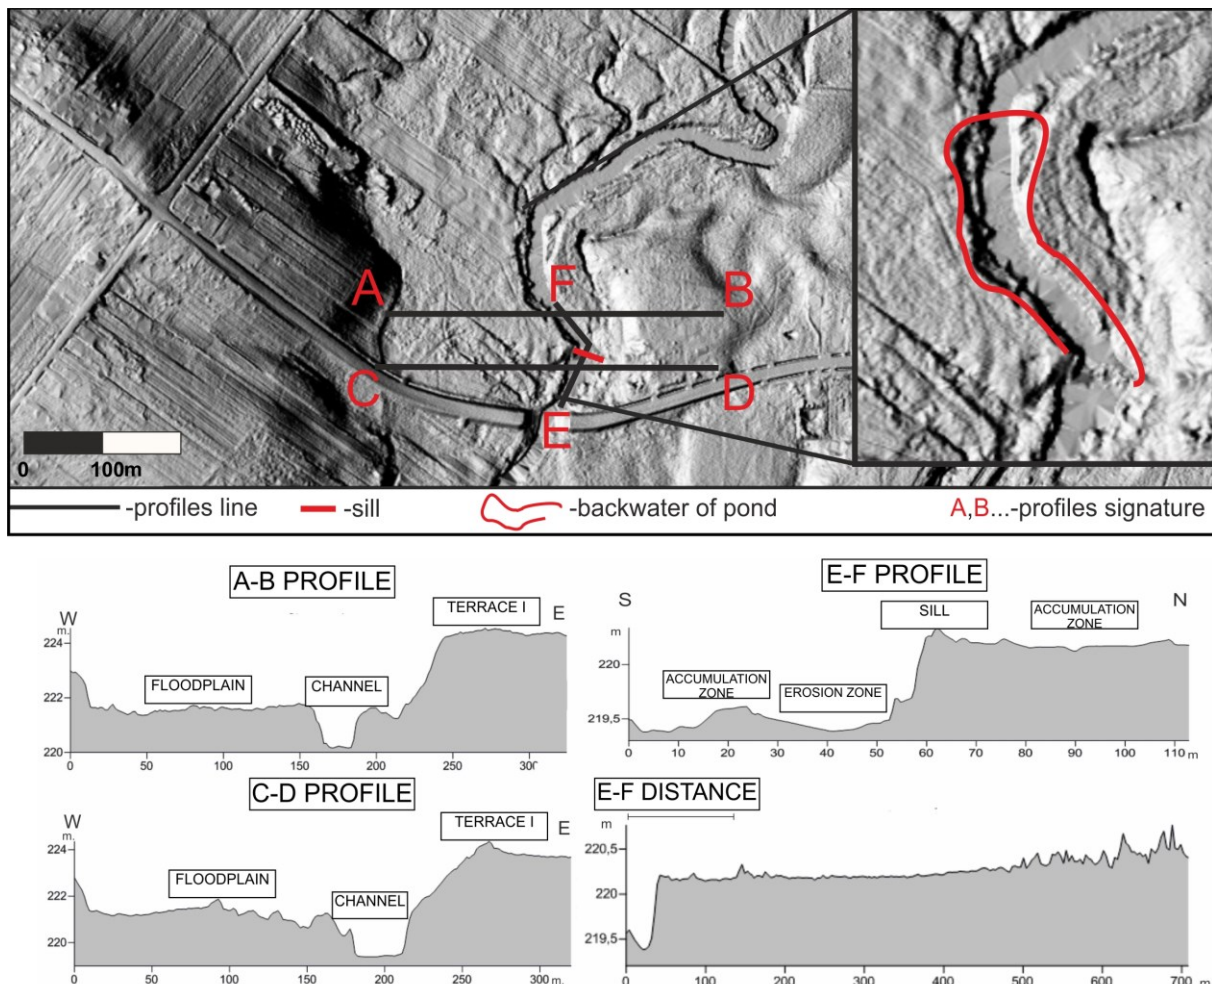 A
F
B
C
E
D
0 100m
-profiles line
-sill
-backwater of pond
A,B...-profiles signature
A-B PROFILE
W
E
m.
TERRACE I
FLOODPLAIN
CHANNEL
224
222
220
0 50 100 150 200 250
E-F PROFILE
S
N
m
SILL
ACCUMULATION
ZONE
ACCUMULATION
ZONE
EROSION ZONE
220
219,5
0 10 20 30 40 50 60 70 80 90 100 110 m
C-D PROFILE
W
E
m.
TERRACE I
FLOODPLAIN
CHANNEL
224
222
220
0 50 100 150 200 250 300 m.
E-F DISTANCE
m
220,5
220
219,5
0 100 200 300 400 500 600 700 m